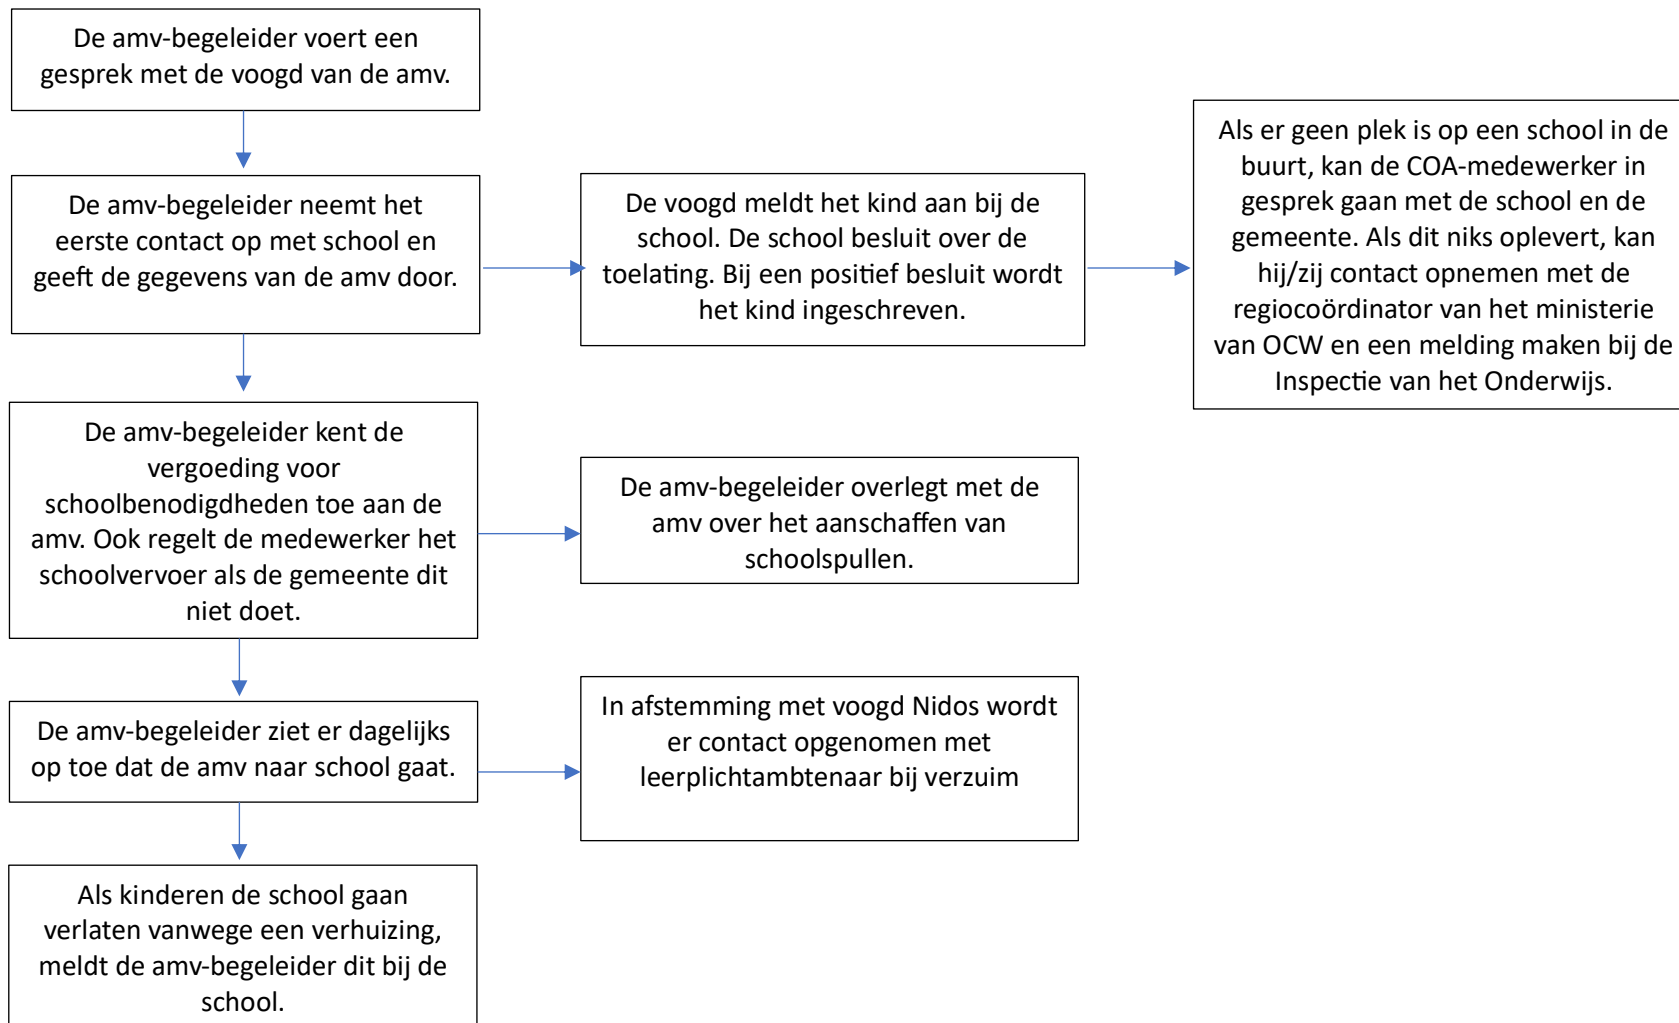 De amv-begeleider voert een
gesprek met de voogd van de amv.
De amv-begeleider neemt het
eerste contact op met school en
geeft de gegevens van de amv door.
De voogd meldt het kind aan bij de
school. De school besluit over de
toelating. Bij een positief besluit wordt
het kind ingeschreven.
Als er geen plek is op een school in de
buurt, kan de COA-medewerker in
gesprek gaan met de school en de
gemeente. Als dit niks oplevert, kan
hij/zij contact opnemen met de
regiocoördinator van het ministerie
van OCW en een melding maken bij de
Inspectie van het Onderwijs.
De amv-begeleider kent de
vergoeding voor
schoolbenodigdheden toe aan de
amv. Ook regelt de medewerker het
schoolvervoer als de gemeente dit
niet doet.
De amv-begeleider overlegt met de
amv over het aanschaffen van
schoolspullen.
De amv-begeleider ziet er dagelijks
op toe dat de amv naar school gaat.
In afstemming met voogd Nidos wordt
er contact opgenomen met
leerplichtambtenaar bij verzuim
Als kinderen de school gaan
verlaten vanwege een verhuizing,
meldt de amv-begeleider dit bij de
school.